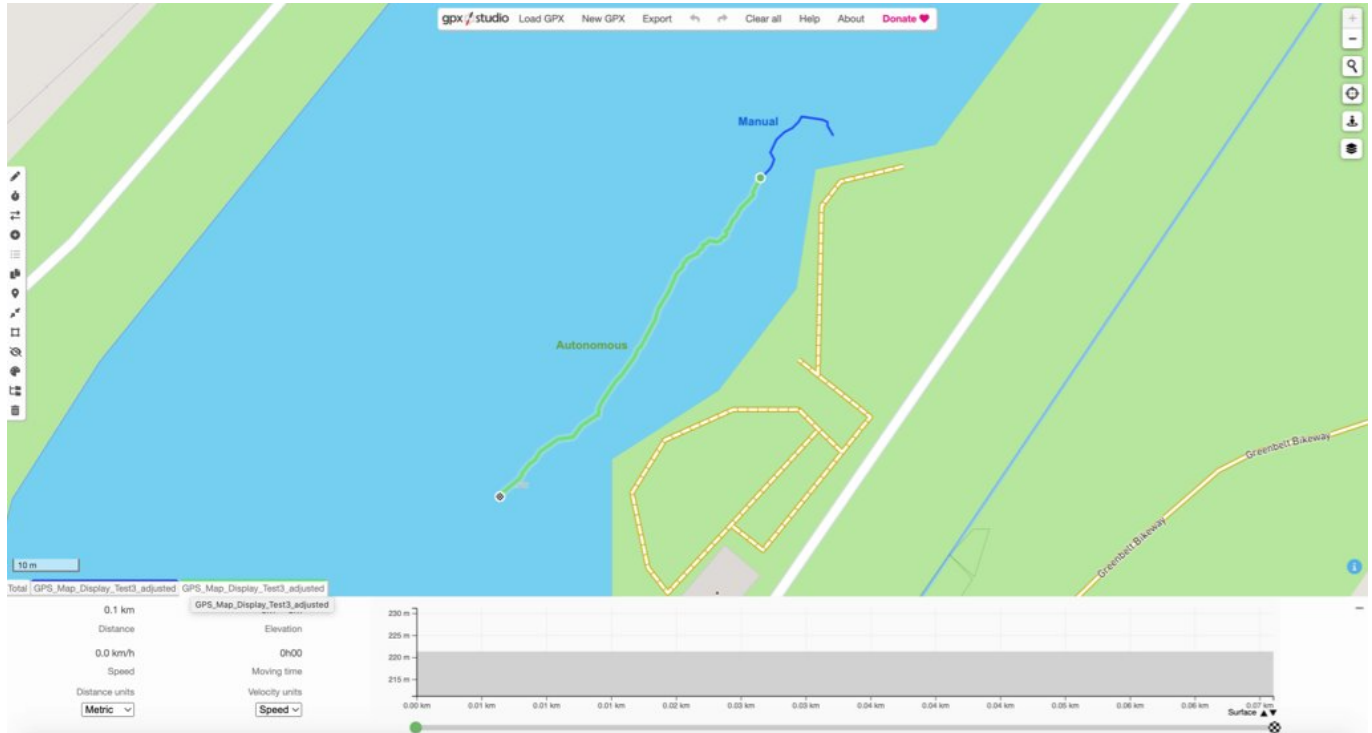 gpx studio Load GPX New GPX Export Clear all Help About Donate
Manual
Autonomous
Greenbelt Bikeway
Greenbelt Bikeway
10 m
Total GPS_Map_Display_Test3_adjusted GPS_Map_Display_Test3_adjusted
GPS_Map_Display_Test3_adjusted
0.1 km
Distance Elevation
0.0 km/h 0h00
Speed Moving time
Distance units Velocity units
Metric Speed
230 m
225 m
220 m
215 m
0.00 km 0.01 km 0.01 km 0.01 km 0.02 km 0.03 km 0.03 km 0.04 km 0.04 km 0.04 km 0.05 km 0.06 km 0.06 km 0.07 km
Surface